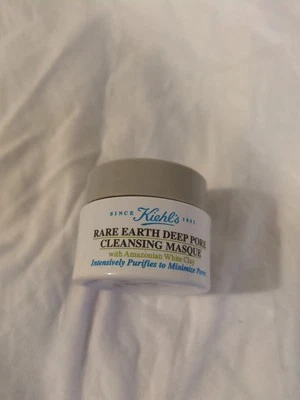 SINCE Kiehl's 1851
RARE EARTH DEEP PORE
CLEANSING MASQUE
with Amazonian White Clay
Intensively Purifies to Minimize Pores